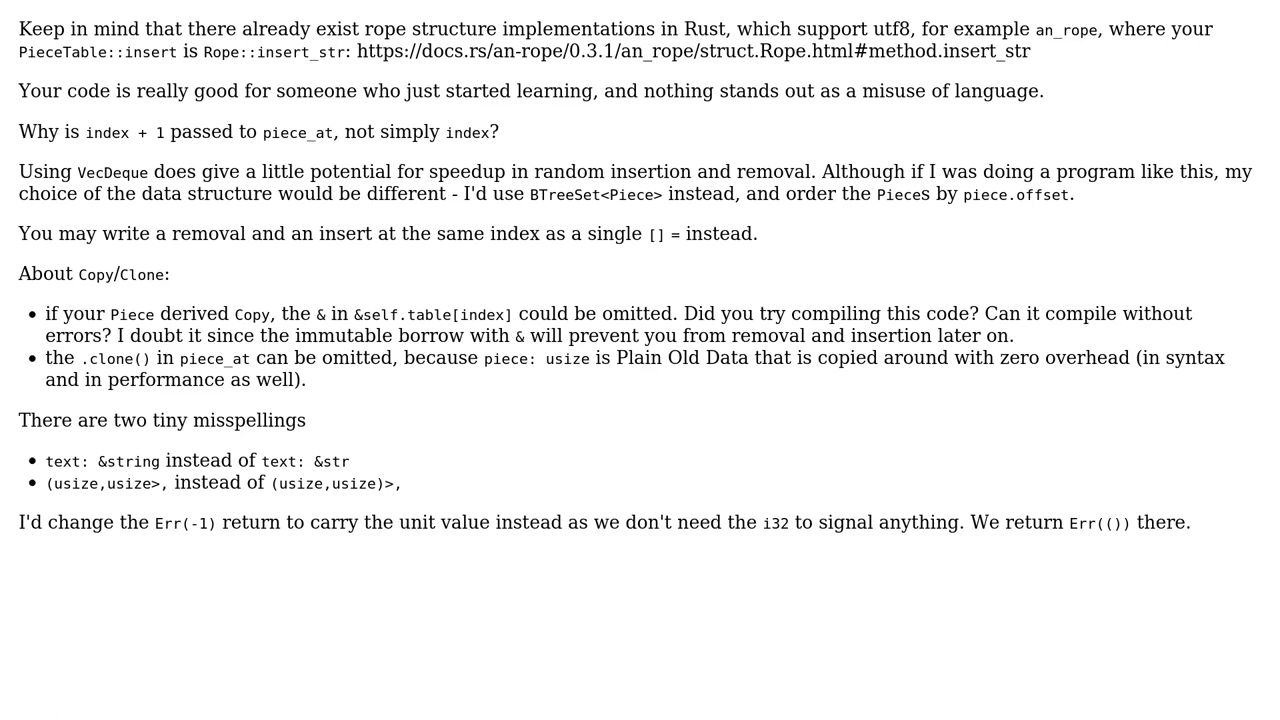 Keep in mind that there already exist rope structure implementations in Rust, which support utf8, for example an_rope, where your
PieceTable::insert is Rope::insert_str: https://docs.rs/an-rope/0.3.1/an_rope/struct.Rope.html#method.insert_str
Your code is really good for someone who just started learning, and nothing stands out as a misuse of language.
Why is index + 1 passed to piece_at, not simply index?
Using VecDeque does give a little potential for speedup in random insertion and removal. Although if I was doing a program like this, my
choice of the data structure would be different - I'd use BTreeSet<Piece> instead, and order the Pieces by piece.offset.
You may write a removal and an insert at the same index as a single [] = instead.
About Copy/Clone:
• if your Piece derived Copy, the & in &self.table[index] could be omitted. Did you try compiling this code? Can it compile without
errors? I doubt it since the immutable borrow with & will prevent you from removal and insertion later on.
• the .clone() in piece_at can be omitted, because piece: usize is Plain Old Data that is copied around with zero overhead (in syntax
and in performance as well).
There are two tiny misspellings
• text: &string instead of text: &str
• (usize,usize>, instead of (usize,usize)>,
I'd change the Err(-1) return to carry the unit value instead as we don't need the i32 to signal anything. We return Err(()) there.